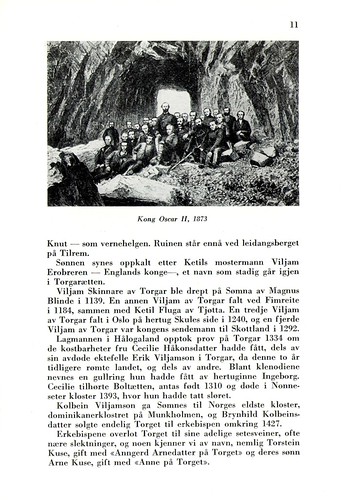 11
Kong Oscar II, 1873
Knut — som vernehelgen. Ruinen står ennå ved leidangsberget
på Tilrem.
Sønnen synes oppkalt etter Ketils mostermann Viljam
Erobreren — Englands konge—, et navn som stadig går igjen
i Torgarætten.
Viljam Skinnare av Torgar ble drept på Sømna av Magnus
Blinde i 1139. En annen Viljam av Torgar falt ved Fimreite
i 1184, sammen med Ketil Fluga av Tjøtta. En tredje Viljam
av Torgar falt i Oslo på hertug Skules side i 1240, og en fjerde
Viljam av Torgar var kongens sendemann til Skottland i 1292.
Lagmannen i Hålogaland opptok prov på Torgar 1334 om
de kostbarheter fru Cecilie Håkonsdatter hadde fått, dels av
sin avdøde ektefelle Erik Viljamson i Torgar, da denne to år
tidligere rømte landet, og dels av andre. Blant klenodiene
nevnes en gullring hun hadde fått av hertuginne Ingeborg.
Cecilie tilhørte Boltætten, antas født 1310 og døde i Nonne-
seter kloster 1393, hvor hun hadde tatt sløret.
Kolbein Viljamson ga Sømnes til Norges eldste kloster,
dominikanerklostret på Munkholmen, og Brynhild Kolbeins-
datter solgte endelig Torget til erkebispen omkring 1427.
Erkebispene overlot Torget til sine adelige setesveiner, ofte
nære slektninger, og noen kjenner vi av navn, nemlig Torstein
Kuse, gift med «Anngerd Arnedatter på Torget» og deres sønn
Arne Kuse, gift med «Anne på Torget».